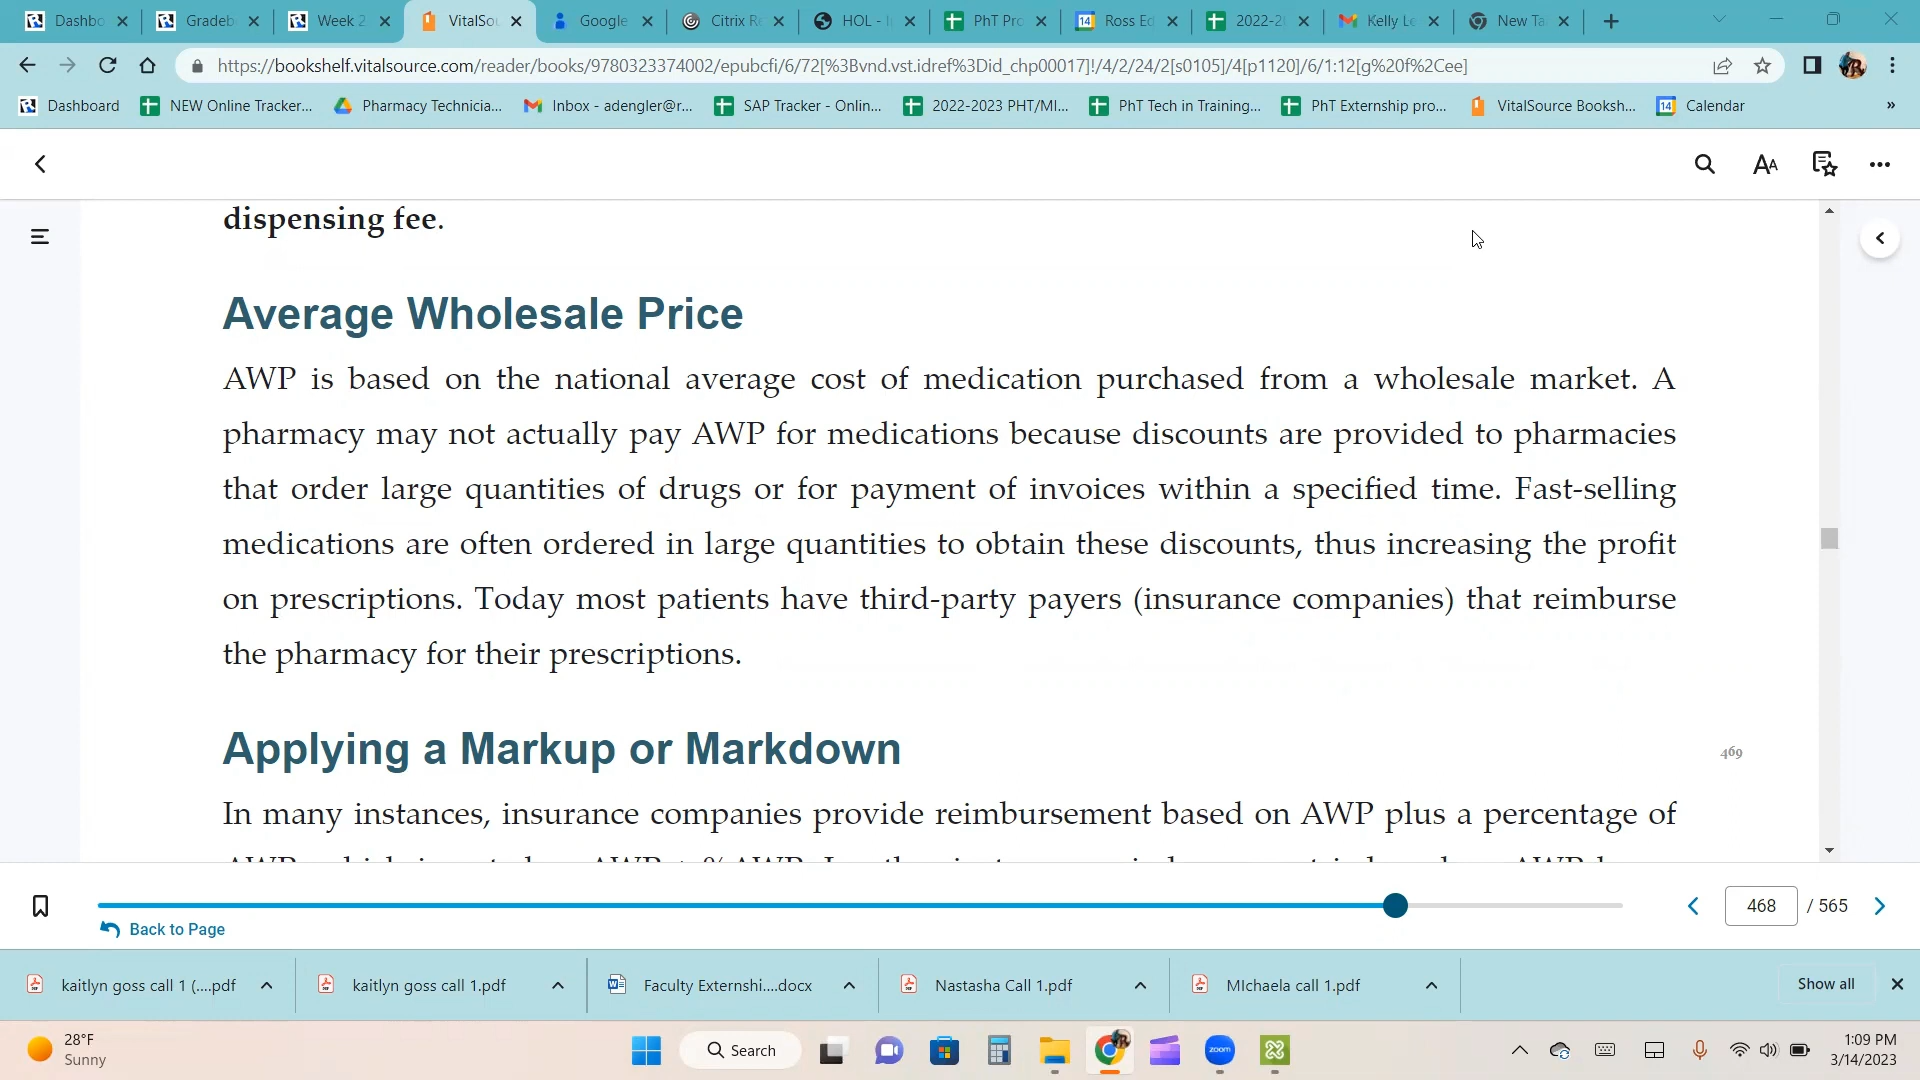 Dashbo
Gradeb
Week 2
VitalSou
Google
Citrix Re
HOL - I
PhT Pro
14
Ross Ed
2022-2
Kelly Le
New Ta
https://bookshelf.vitalsource.com/reader/books/9780323374002/epubcfi/6/72[%3Bvnd.vst.idref%3Did_chp00017]!/4/2/24/2[s0105]/4[p1120]/6/1:12[g%20f%2Cee]
Dashboard
NEW Online Tracker...
Pharmacy Technicia...
Inbox - adengler@r...
SAP Tracker - Onlin...
2022-2023 PHT/MI...
PhT Tech in Training...
PhT Externship pro...
VitalSource Booksh...
14
Calendar
»
AA
dispensing fee.
Average Wholesale Price
AWP is based on the national average cost of medication purchased from a wholesale market. A
pharmacy may not actually pay AWP for medications because discounts are provided to pharmacies
that order large quantities of drugs or for payment of invoices within a specified time. Fast-selling
medications are often ordered in large quantities to obtain these discounts, thus increasing the profit
on prescriptions. Today most patients have third-party payers (insurance companies) that reimburse
the pharmacy for their prescriptions.
Applying a Markup or Markdown
469
In many instances, insurance companies provide reimbursement based on AWP plus a percentage of
468 / 565
Back to Page
kaitlyn goss call 1 (....pdf
kaitlyn goss call 1.pdf
Faculty Externshi....docx
Nastasha Call 1.pdf
MIchaela call 1.pdf
Show all
28°F
Sunny
Search
zoom
1:09 PM
3/14/2023